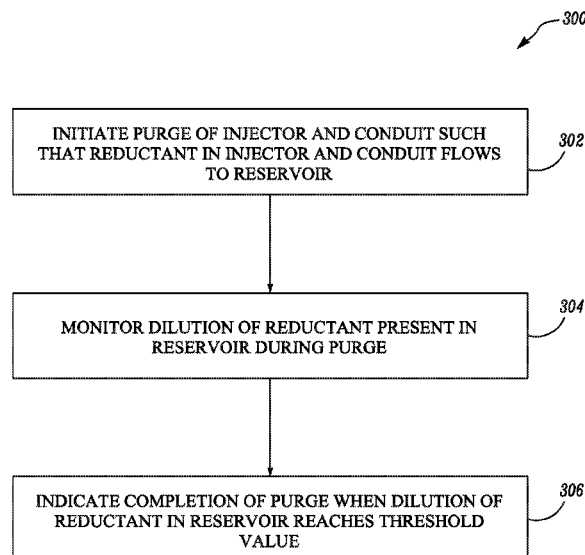 300
INITIATE PURGE OF INJECTOR AND CONDUIT SUCH
THAT REDUCTANT IN INJECTOR AND CONDUIT FLOWS
TO RESERVOIR
302
MONITOR DILUTION OF REDUCTANT PRESENT IN
RESERVOIR DURING PURGE
304
INDICATE COMPLETION OF PURGE WHEN DILUTION OF
REDUCTANT IN RESERVOIR REACHES THRESHOLD
VALUE
306